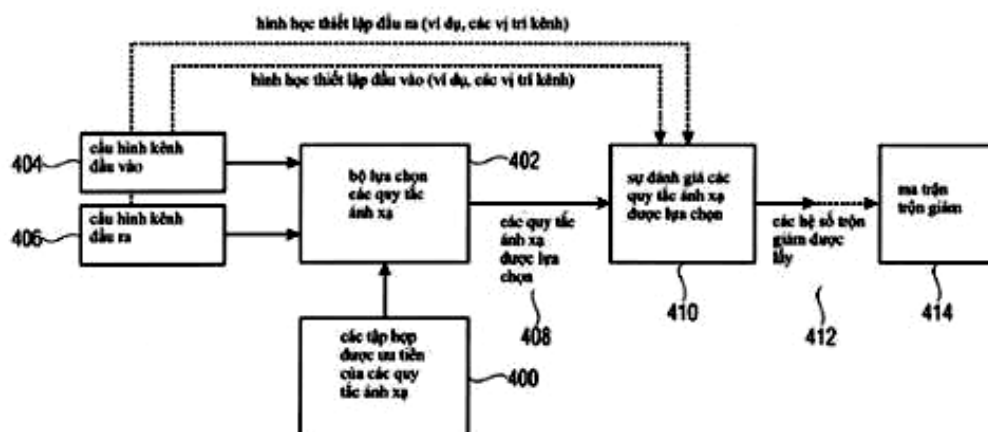 hình học thiết lập đầu ra (ví dụ, các vị trí kênh)
hình học thiết lập đầu vào (ví dụ, các vị trí kênh)
404
cấu hình kênh
đầu vào
406
cấu hình kênh
đầu ra
402
bộ lựa chọn
các quy tắc
ánh xạ
các quy tắc
ánh xạ
được lựa
chọn
408
sự đánh giá các
quy tắc ánh xạ
được lựa chọn
410
các hệ số trộn
giảm được
lấy
412
ma trận
trộn giảm
414
các tập hợp
được ưu tiên
của các quy
tắc ánh xạ
400